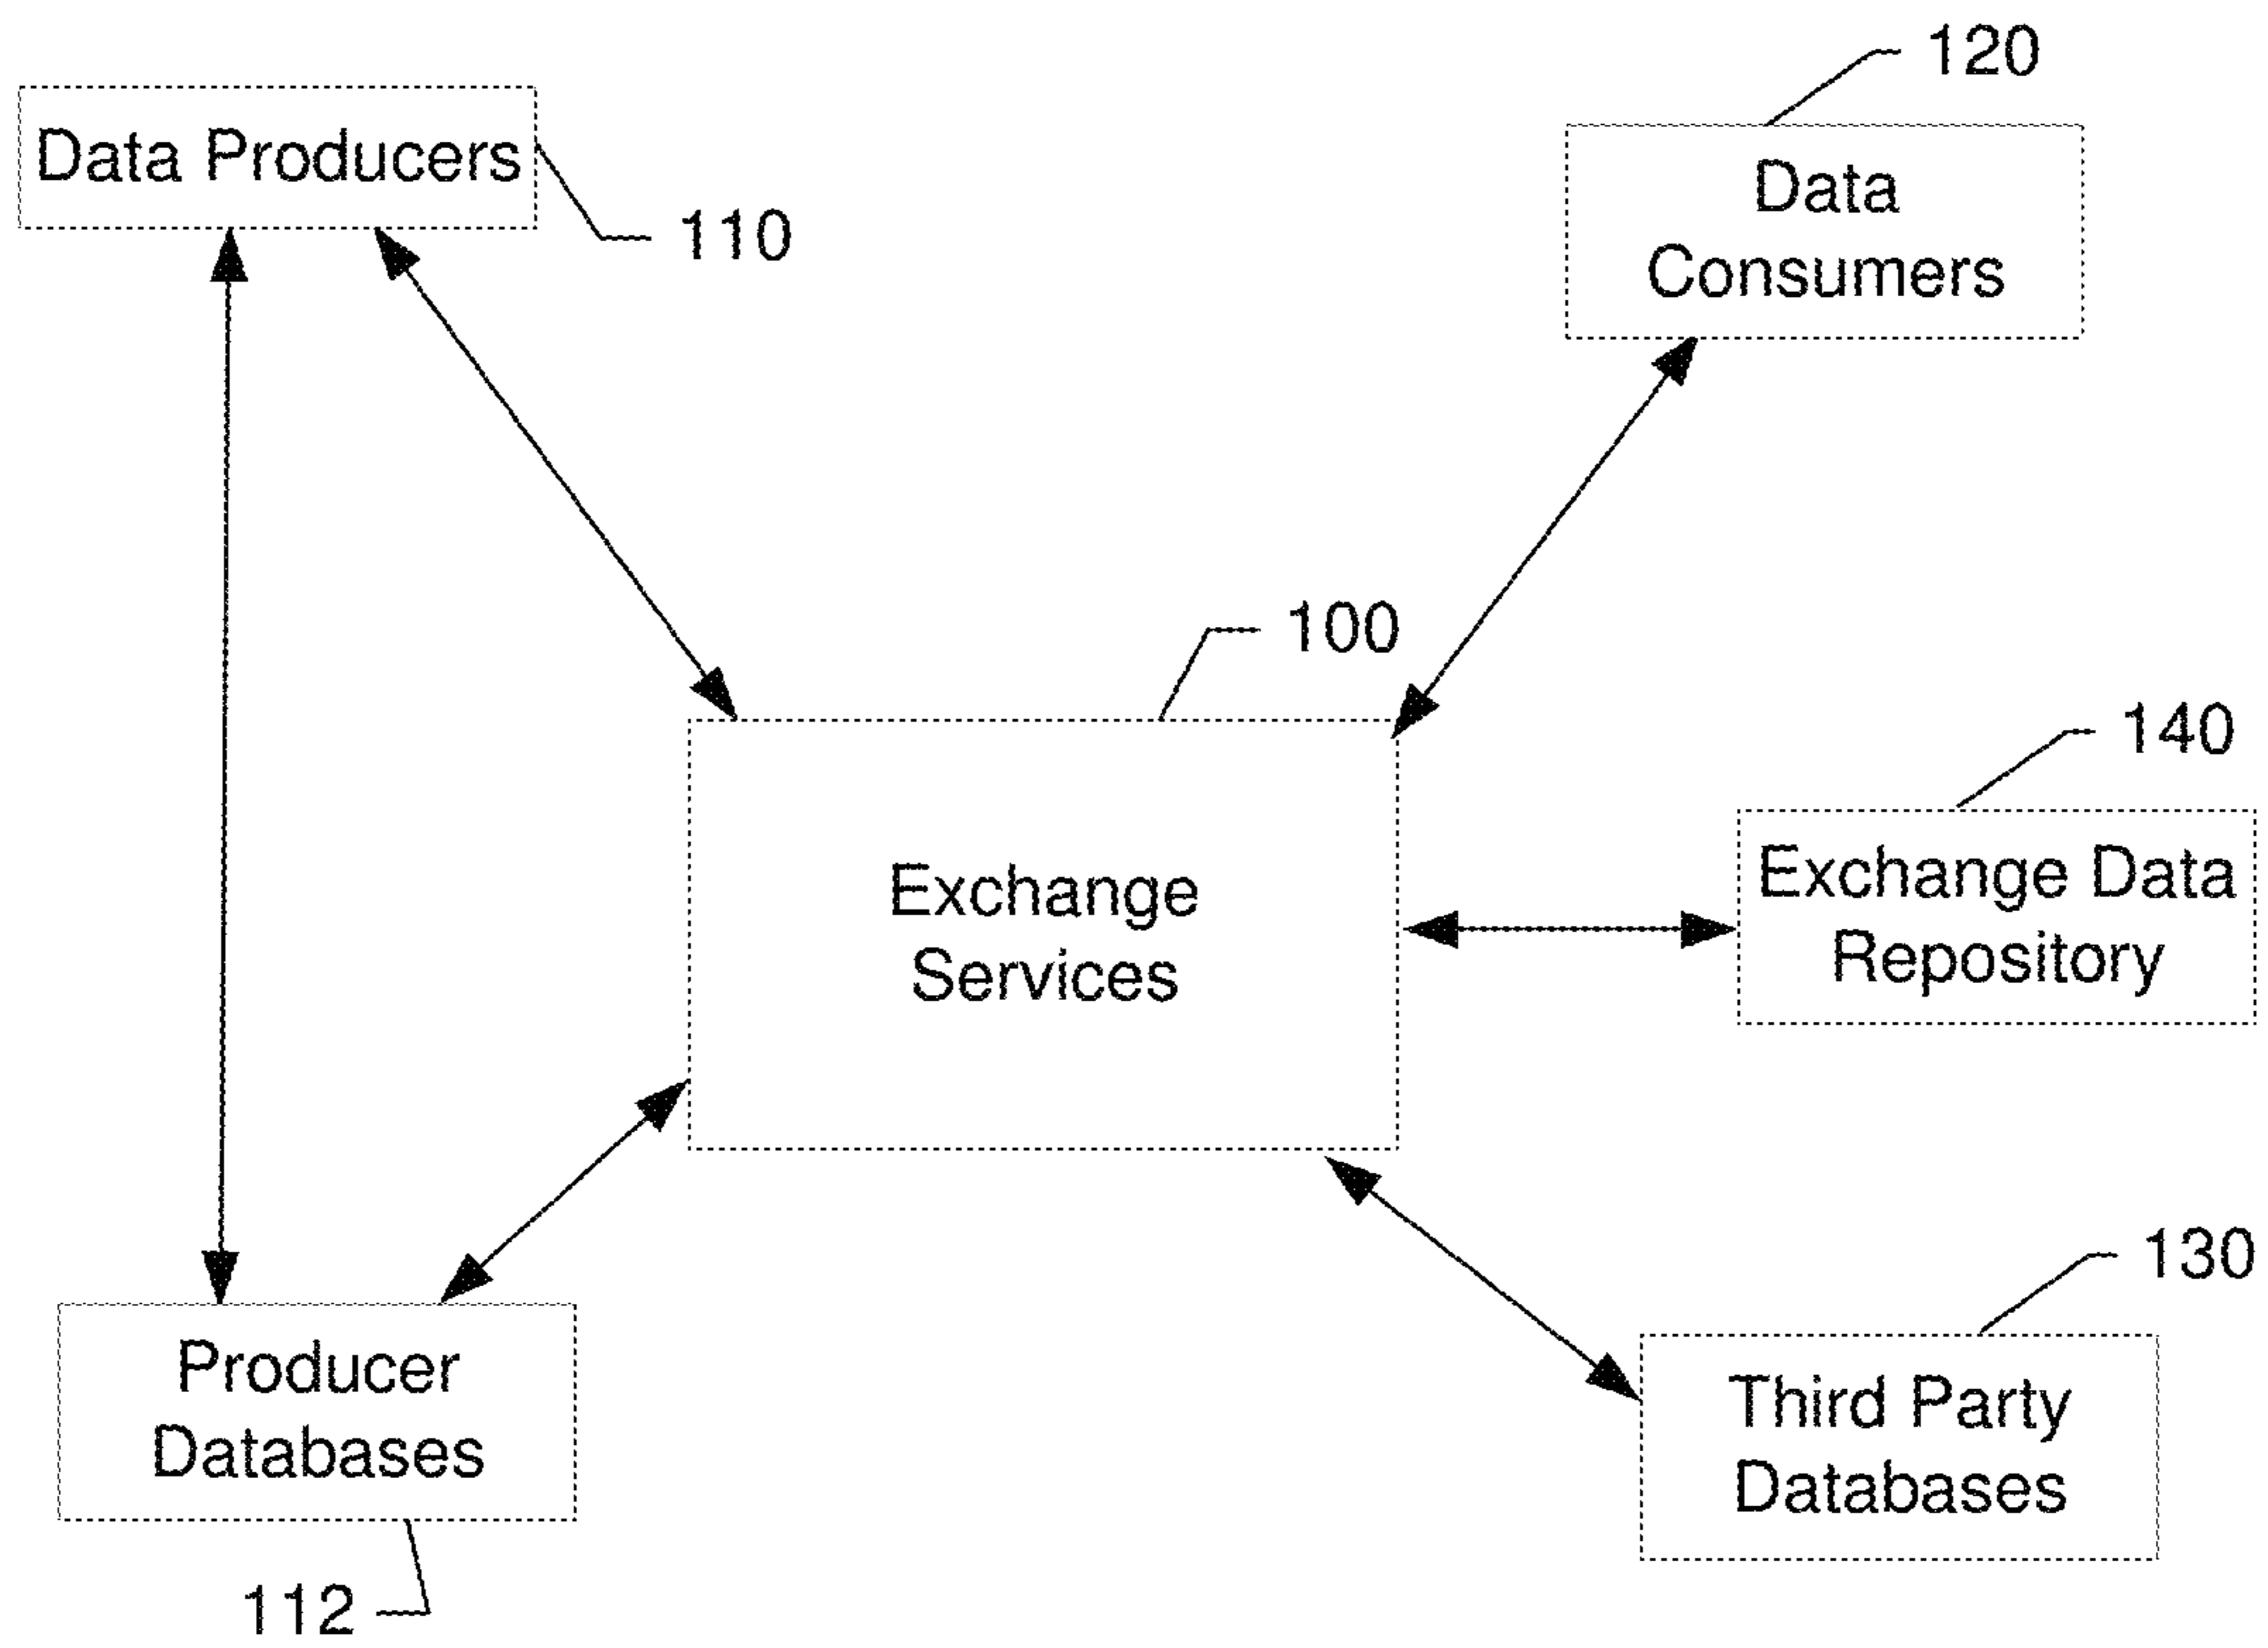 120
Data Producers
110
Data
Consumers
100
140
Exchange
Services
Exchange Data
Repository
130
Producer
Databases
Third Party
Databases
112